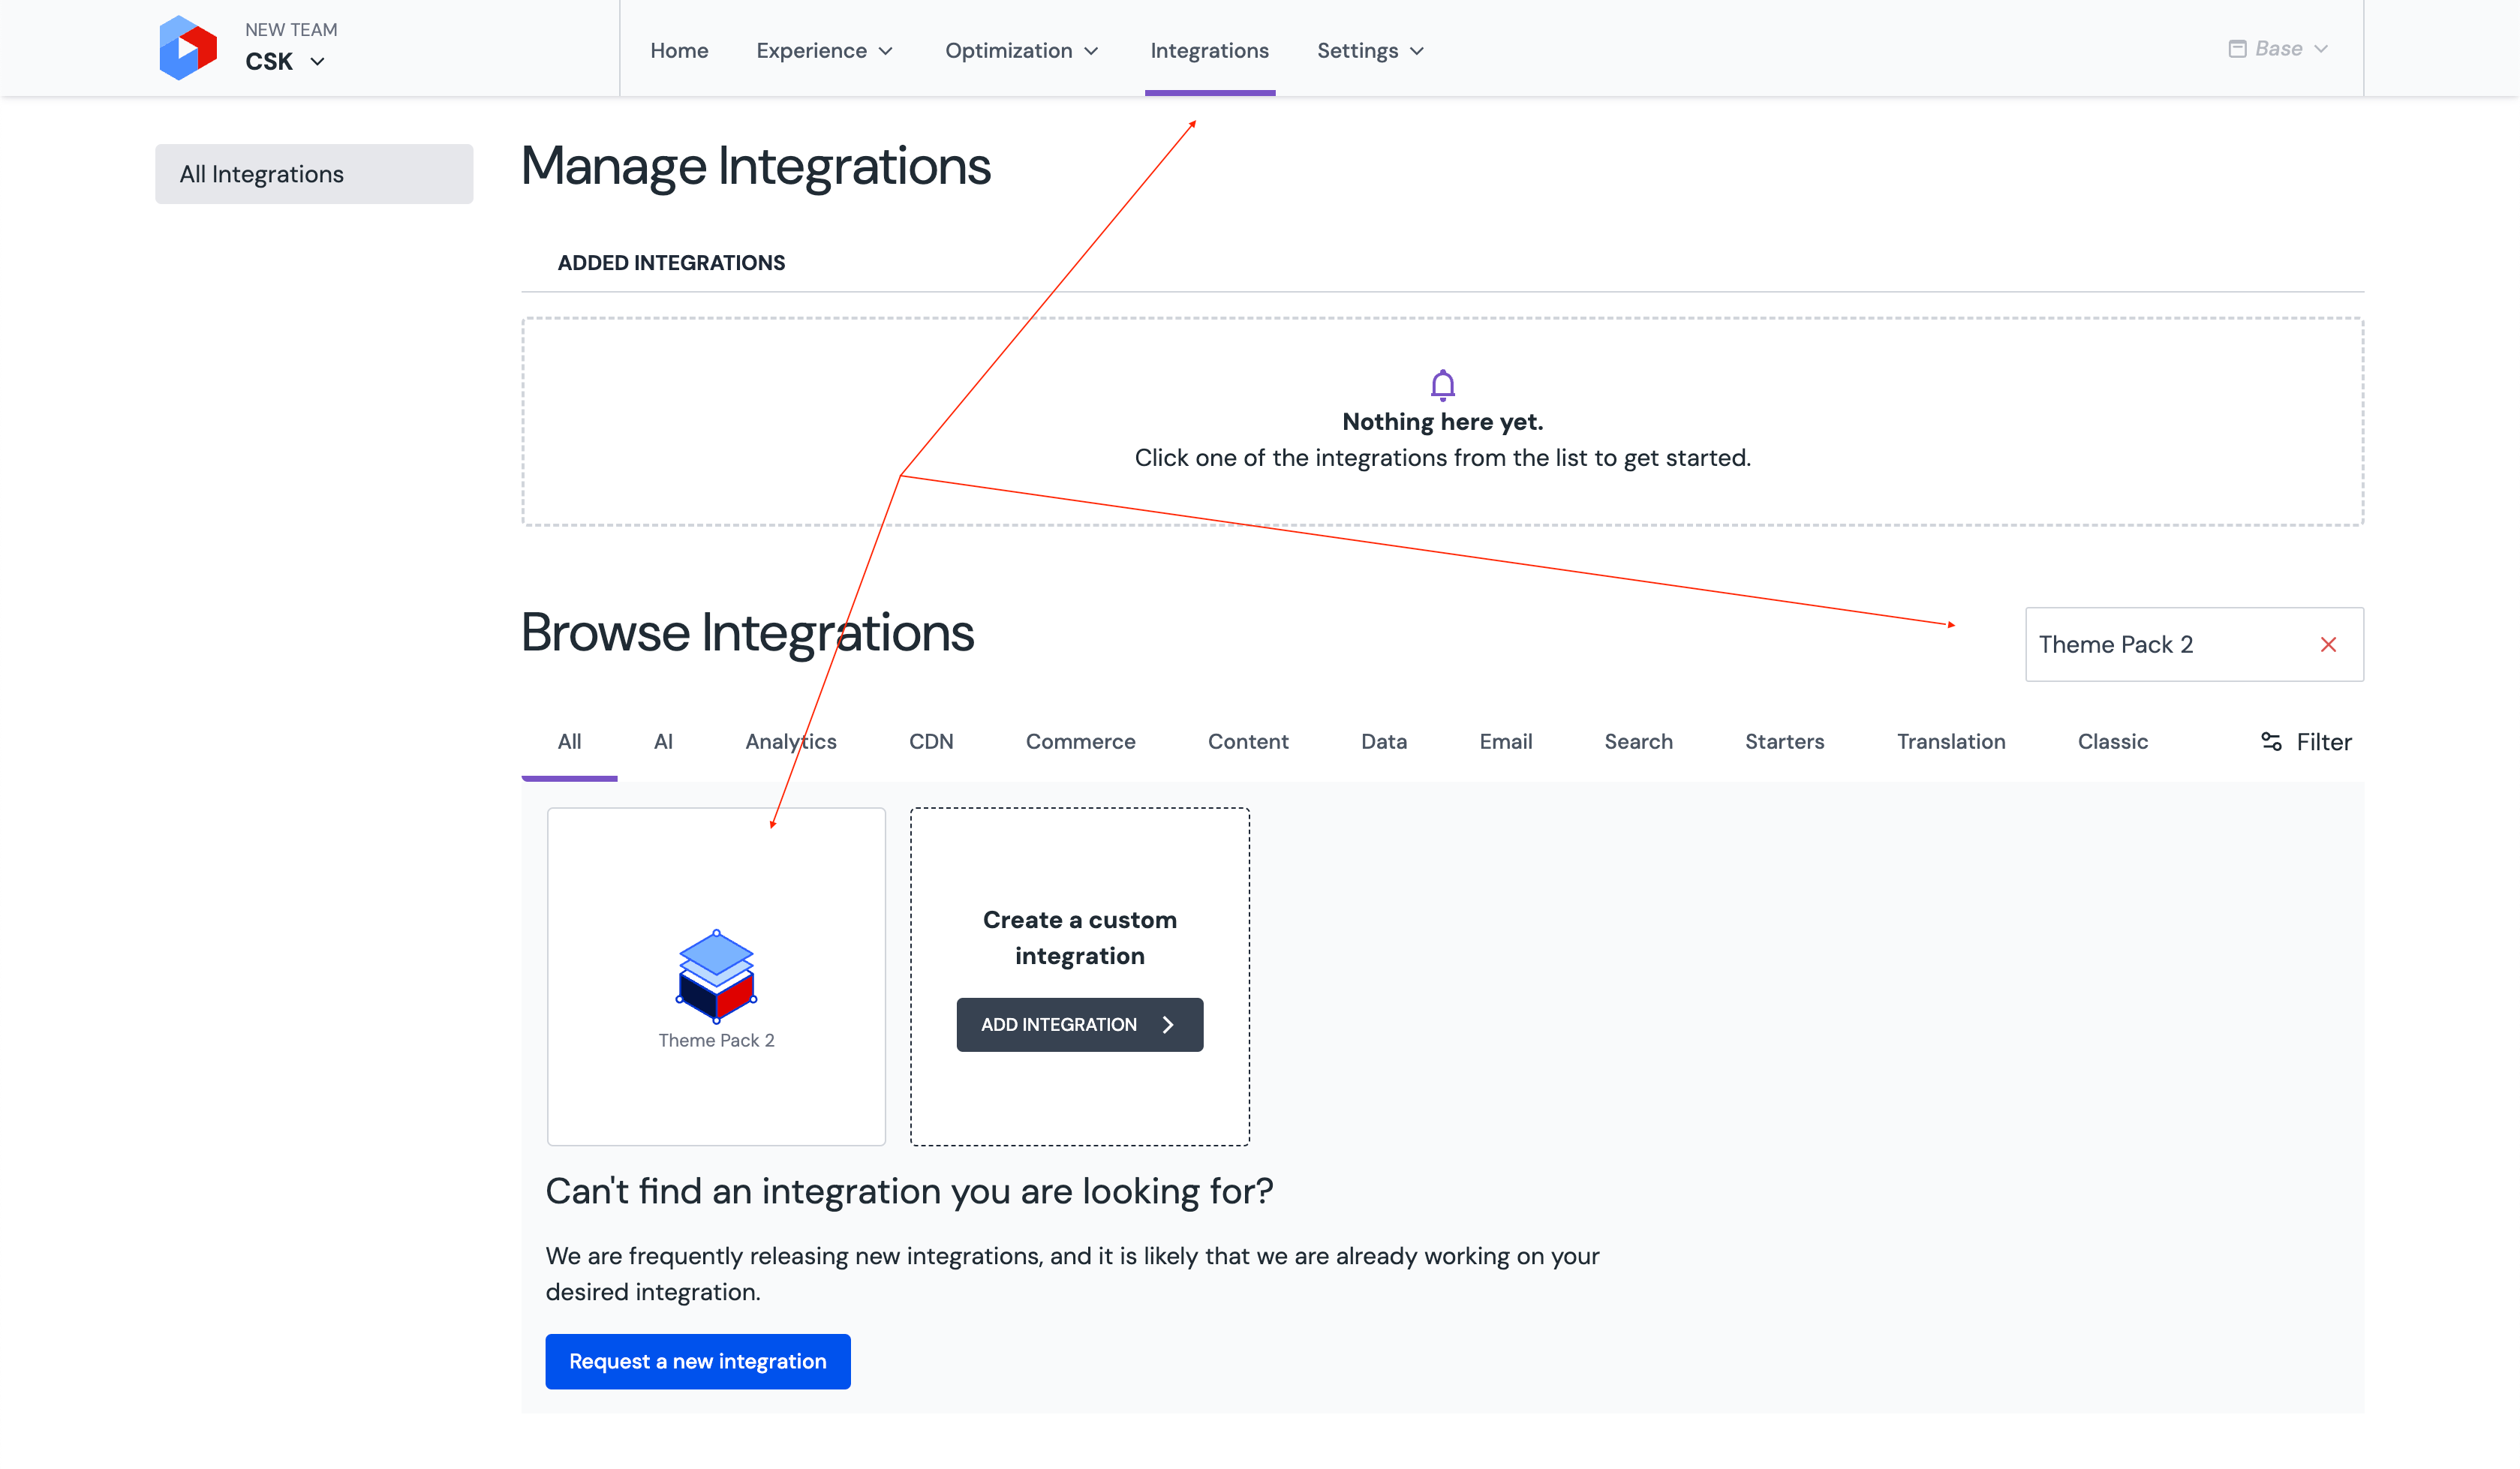 NEW TEAM
CSK
Home
Experience
Optimization
Integrations
Settings
Base
All Integrations
Manage Integrations
ADDED INTEGRATIONS
Nothing here yet.
Click one of the integrations from the list to get started.
Browse Integrations
Theme Pack 2
All
AI
Analytics
CDN
Commerce
Content
Data
Email
Search
Starters
Translation
Classic
Filter
Theme Pack 2
Create a custom
integration
ADD INTEGRATION
Can't find an integration you are looking for?
We are frequently releasing new integrations, and it is likely that we are already working on your
desired integration.
Request a new integration